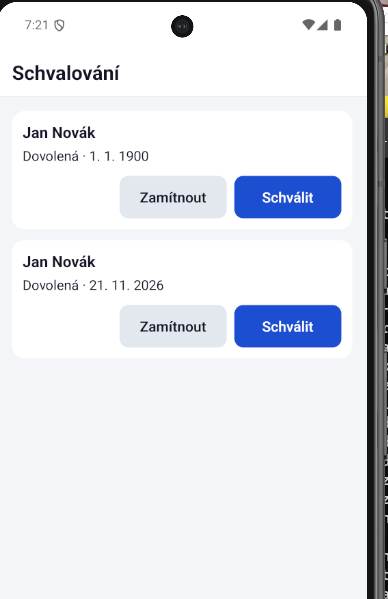 7:21
Schvalování
Jan Novák
Dovolená · 1. 1. 1900
Zamítnout Schválit
Jan Novák
Dovolená · 21. 11. 2026
Zamítnout Schválit